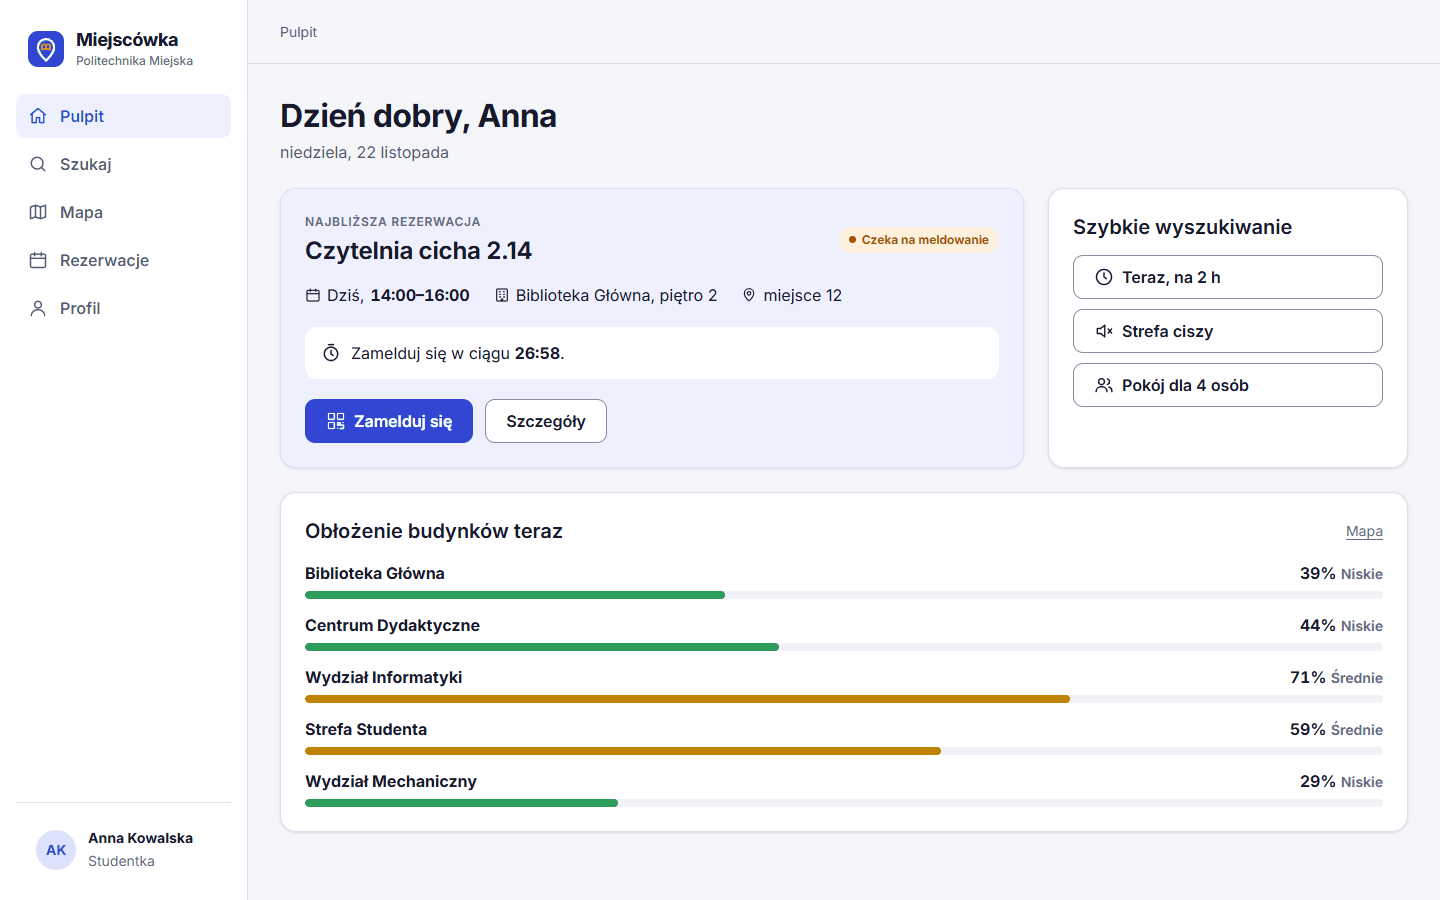 Miejscówka
Politechnika Miejska
Pulpit
Szukaj
Mapa
Rezerwacje
Profil
AK
Anna Kowalska
Studentka
Pulpit
Dzień dobry, Anna
niedziela, 22 listopada
NAJBLIŻSZA REZERWACJA
Czytelnia cicha 2.14
Czeka na meldowanie
Dziś, 14:00–16:00 Biblioteka Główna, piętro 2 miejsce 12
Zamelduj się w ciągu 26:58.
Zamelduj się Szczegóły
Szybkie wyszukiwanie
Teraz, na 2 h
Strefa ciszy
Pokój dla 4 osób
Obłożenie budynków teraz Mapa
Biblioteka Główna 39% Niskie
Centrum Dydaktyczne 44% Niskie
Wydział Informatyki 71% Średnie
Strefa Studenta 59% Średnie
Wydział Mechaniczny 29% Niskie